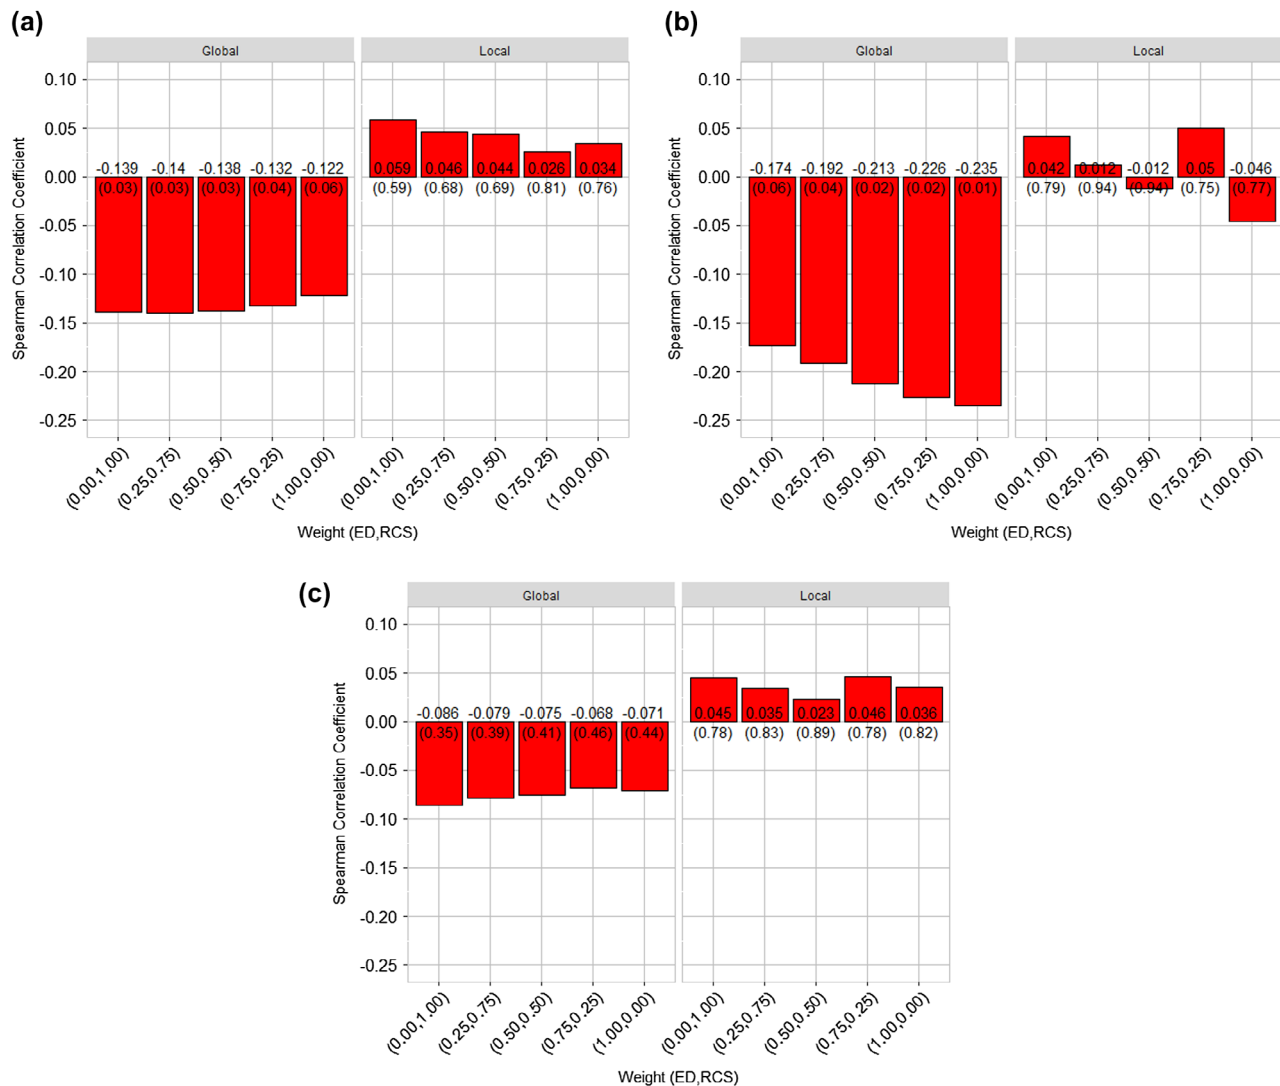 (a)
Global Local
0.10
0.05
0.00
-0.05
-0.10
-0.15
-0.20
-0.25
Spearman Correlation Coefficient
-0.139 -0.14 -0.138 -0.132 -0.122 0.059 0.046 0.044 0.026 0.034
(0.03) (0.03) (0.03) (0.04) (0.06) (0.59) (0.68) (0.69) (0.81) (0.76)
(0.00,1.00) (0.25,0.75) (0.50,0.50) (0.75,0.25) (1.00,0.00) (0.00,1.00) (0.25,0.75) (0.50,0.50) (0.75,0.25) (1.00,0.00)
Weight (ED,RCS)
(b)
Global Local
0.10
0.05
0.00
-0.05
-0.10
-0.15
-0.20
-0.25
Spearman Correlation Coefficient
-0.174 -0.192 -0.213 -0.226 -0.235 0.042 0.012 -0.012 0.05 -0.046
(0.06) (0.04) (0.02) (0.02) (0.01) (0.79) (0.94) (0.94) (0.75) (0.77)
(0.00,1.00) (0.25,0.75) (0.50,0.50) (0.75,0.25) (1.00,0.00) (0.00,1.00) (0.25,0.75) (0.50,0.50) (0.75,0.25) (1.00,0.00)
Weight (ED,RCS)
(c)
Global Local
0.10
0.05
0.00
-0.05
-0.10
-0.15
-0.20
-0.25
Spearman Correlation Coefficient
-0.086 -0.079 -0.075 -0.068 -0.071 0.045 0.035 0.023 0.046 0.036
(0.35) (0.39) (0.41) (0.46) (0.44) (0.78) (0.83) (0.89) (0.78) (0.82)
(0.00,1.00) (0.25,0.75) (0.50,0.50) (0.75,0.25) (1.00,0.00) (0.00,1.00) (0.25,0.75) (0.50,0.50) (0.75,0.25) (1.00,0.00)
Weight (ED,RCS)